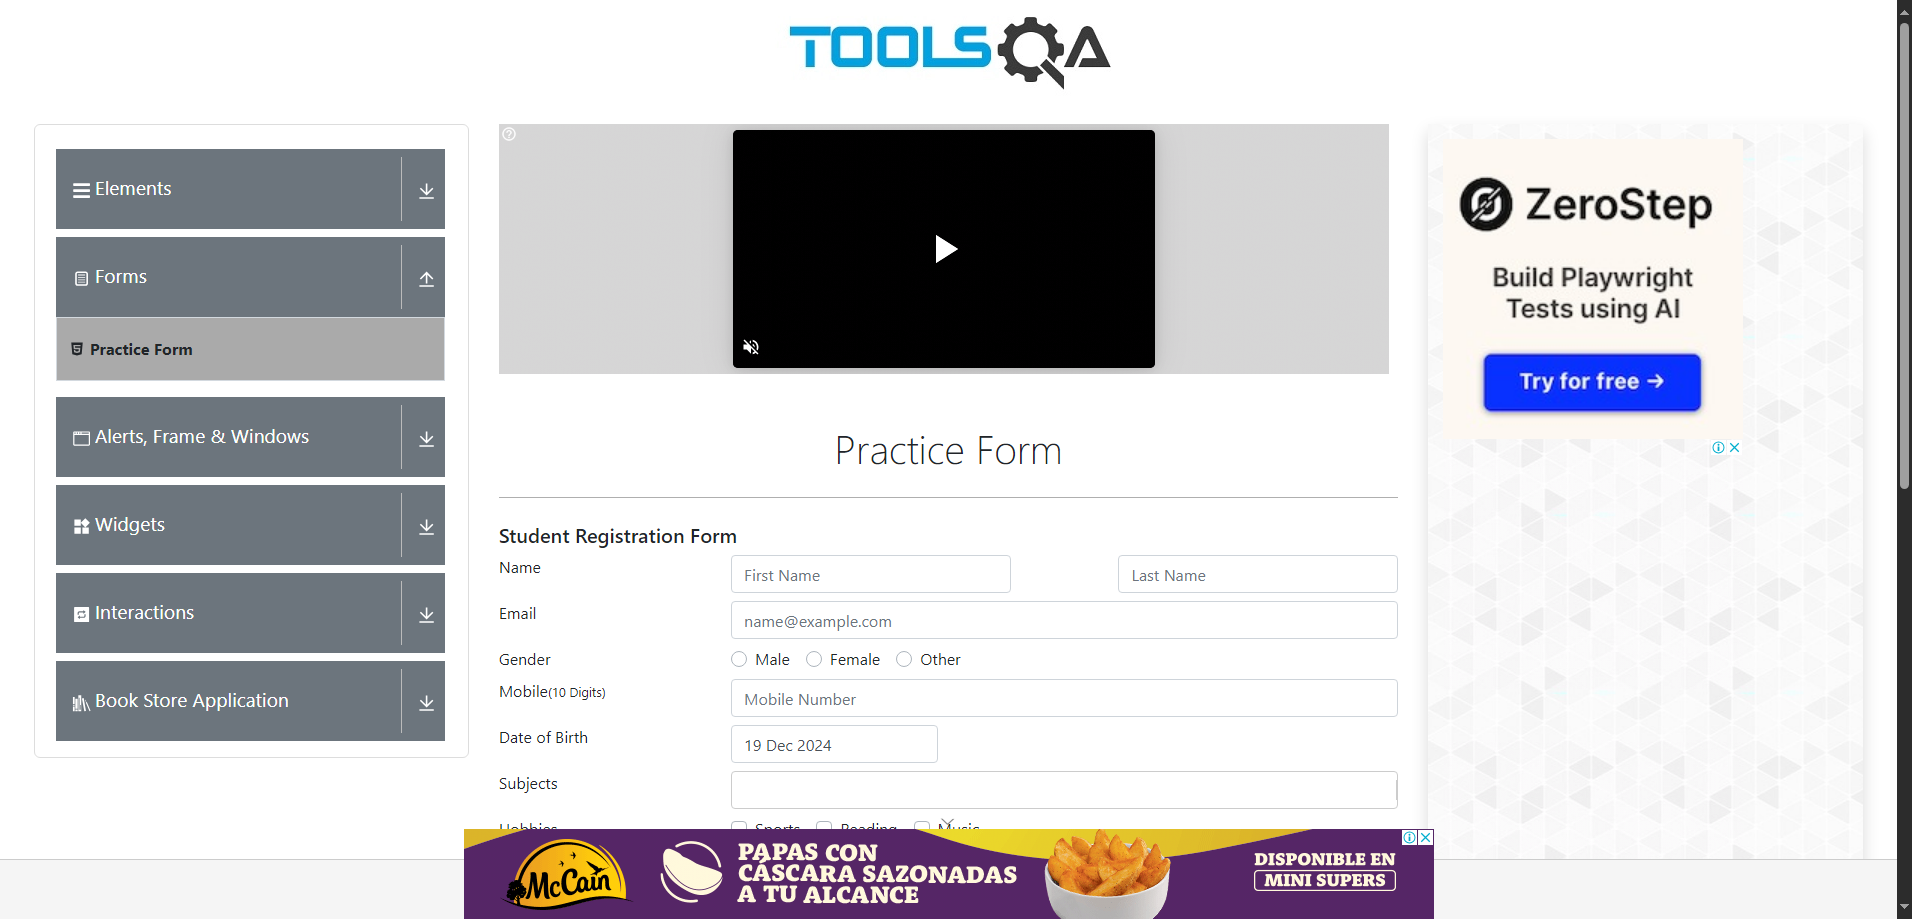 TOOLSQA
Elements
Forms
Practice Form
Alerts, Frame & Windows
Widgets
Interactions
Book Store Application
Practice Form
Student Registration Form
Name
First Name
Last Name
Email
name@example.com
Gender
Male
Female
Other
Mobile(10 Digits)
Mobile Number
Date of Birth
19 Dec 2024
Subjects
Hobbies
Sports
Reading
Music
ZeroStep
Build Playwright
Tests using AI
Try for free →
McCain
PAPAS CON
CÁSCARA SAZONADAS
A TU ALCANCE
DISPONIBLE EN
MINI SUPERS